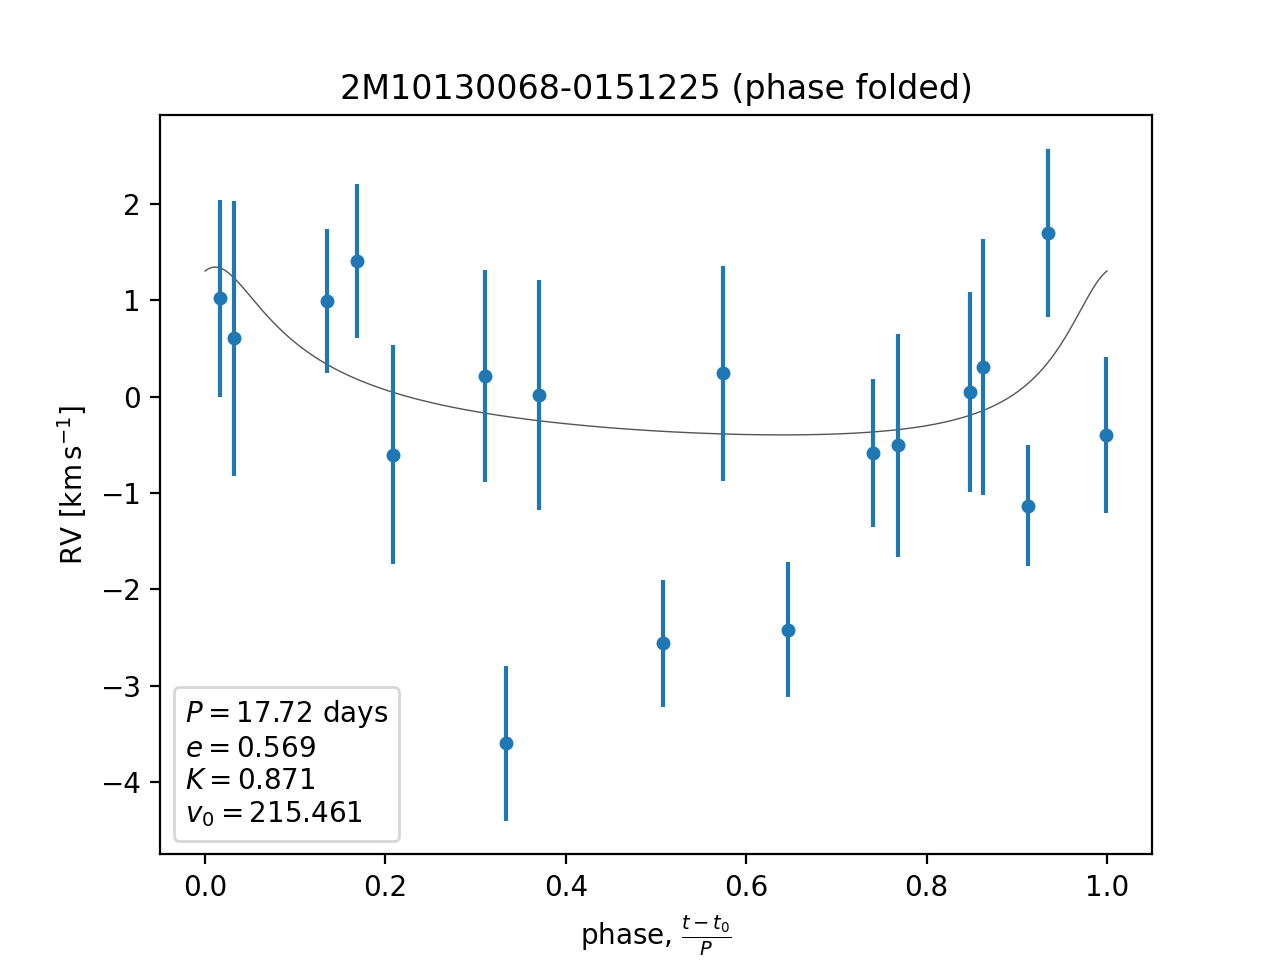 2M10130068-0151225 (phase folded)
RV [km s⁻¹]
2
1
0
−1
−2
−3
−4
P = 17.72 days
e = 0.569
K = 0.871
v₀ = 215.461
0.0 0.2 0.4 0.6 0.8 1.0
phase, (t − t₀)/P